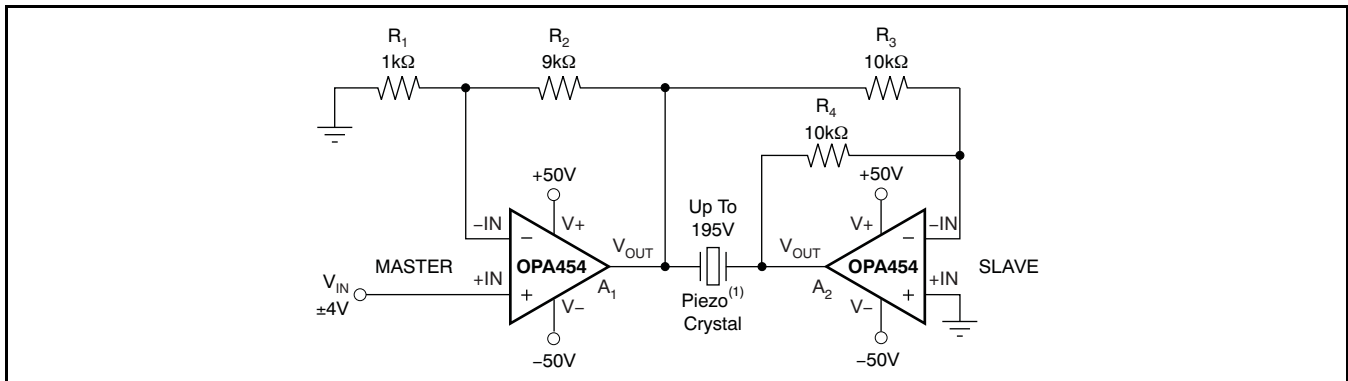 R1
1kΩ
R2
9kΩ
R3
10kΩ
R4
10kΩ
+50V
V+
−IN
−
MASTER
+IN
+
OPA454
VOUT
A1
V−
−50V
VIN
±4V
Up To
195V
Piezo(1)
Crystal
+50V
V+
−IN
−
VOUT
OPA454
A2
+IN
+
SLAVE
V−
−50V